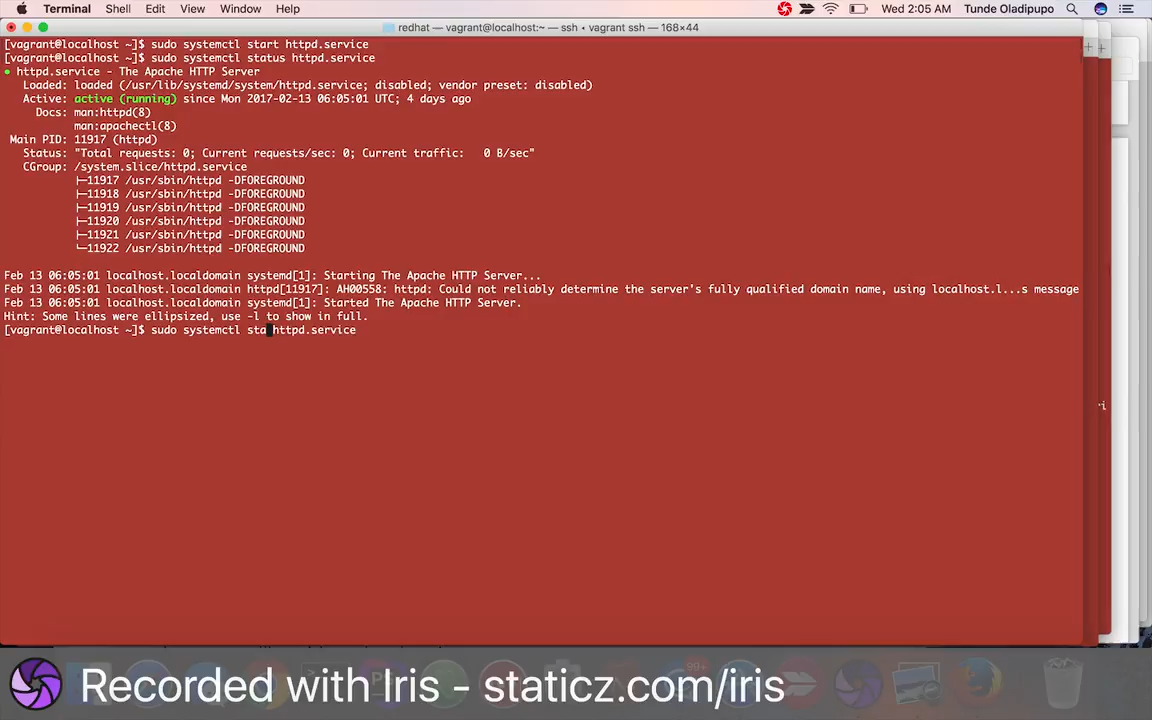 Terminal Shell Edit View Window Help Wed 2:05 AM Tunde Oladipupo
redhat — vagrant@localhost:~ — ssh • vagrant ssh — 168×44
[vagrant@localhost ~]$ sudo systemctl start httpd.service
[vagrant@localhost ~]$ sudo systemctl status httpd.service
● httpd.service - The Apache HTTP Server
Loaded: loaded (/usr/lib/systemd/system/httpd.service; disabled; vendor preset: disabled)
Active: active (running) since Mon 2017-02-13 06:05:01 UTC; 4 days ago
Docs: man:httpd(8)
man:apachectl(8)
Main PID: 11917 (httpd)
Status: "Total requests: 0; Current requests/sec: 0; Current traffic:   0 B/sec"
CGroup: /system.slice/httpd.service
├─11917 /usr/sbin/httpd -DFOREGROUND
├─11918 /usr/sbin/httpd -DFOREGROUND
├─11919 /usr/sbin/httpd -DFOREGROUND
├─11920 /usr/sbin/httpd -DFOREGROUND
├─11921 /usr/sbin/httpd -DFOREGROUND
└─11922 /usr/sbin/httpd -DFOREGROUND
Feb 13 06:05:01 localhost.localdomain systemd[1]: Starting The Apache HTTP Server...
Feb 13 06:05:01 localhost.localdomain httpd[11917]: AH00558: httpd: Could not reliably determine the server's fully qualified domain name, using localhost.l...s message
Feb 13 06:05:01 localhost.localdomain systemd[1]: Started The Apache HTTP Server.
Hint: Some lines were ellipsized, use -l to show in full.
[vagrant@localhost ~]$ sudo systemctl sta httpd.service
ri
99+
Recorded with Iris - staticz.com/iris